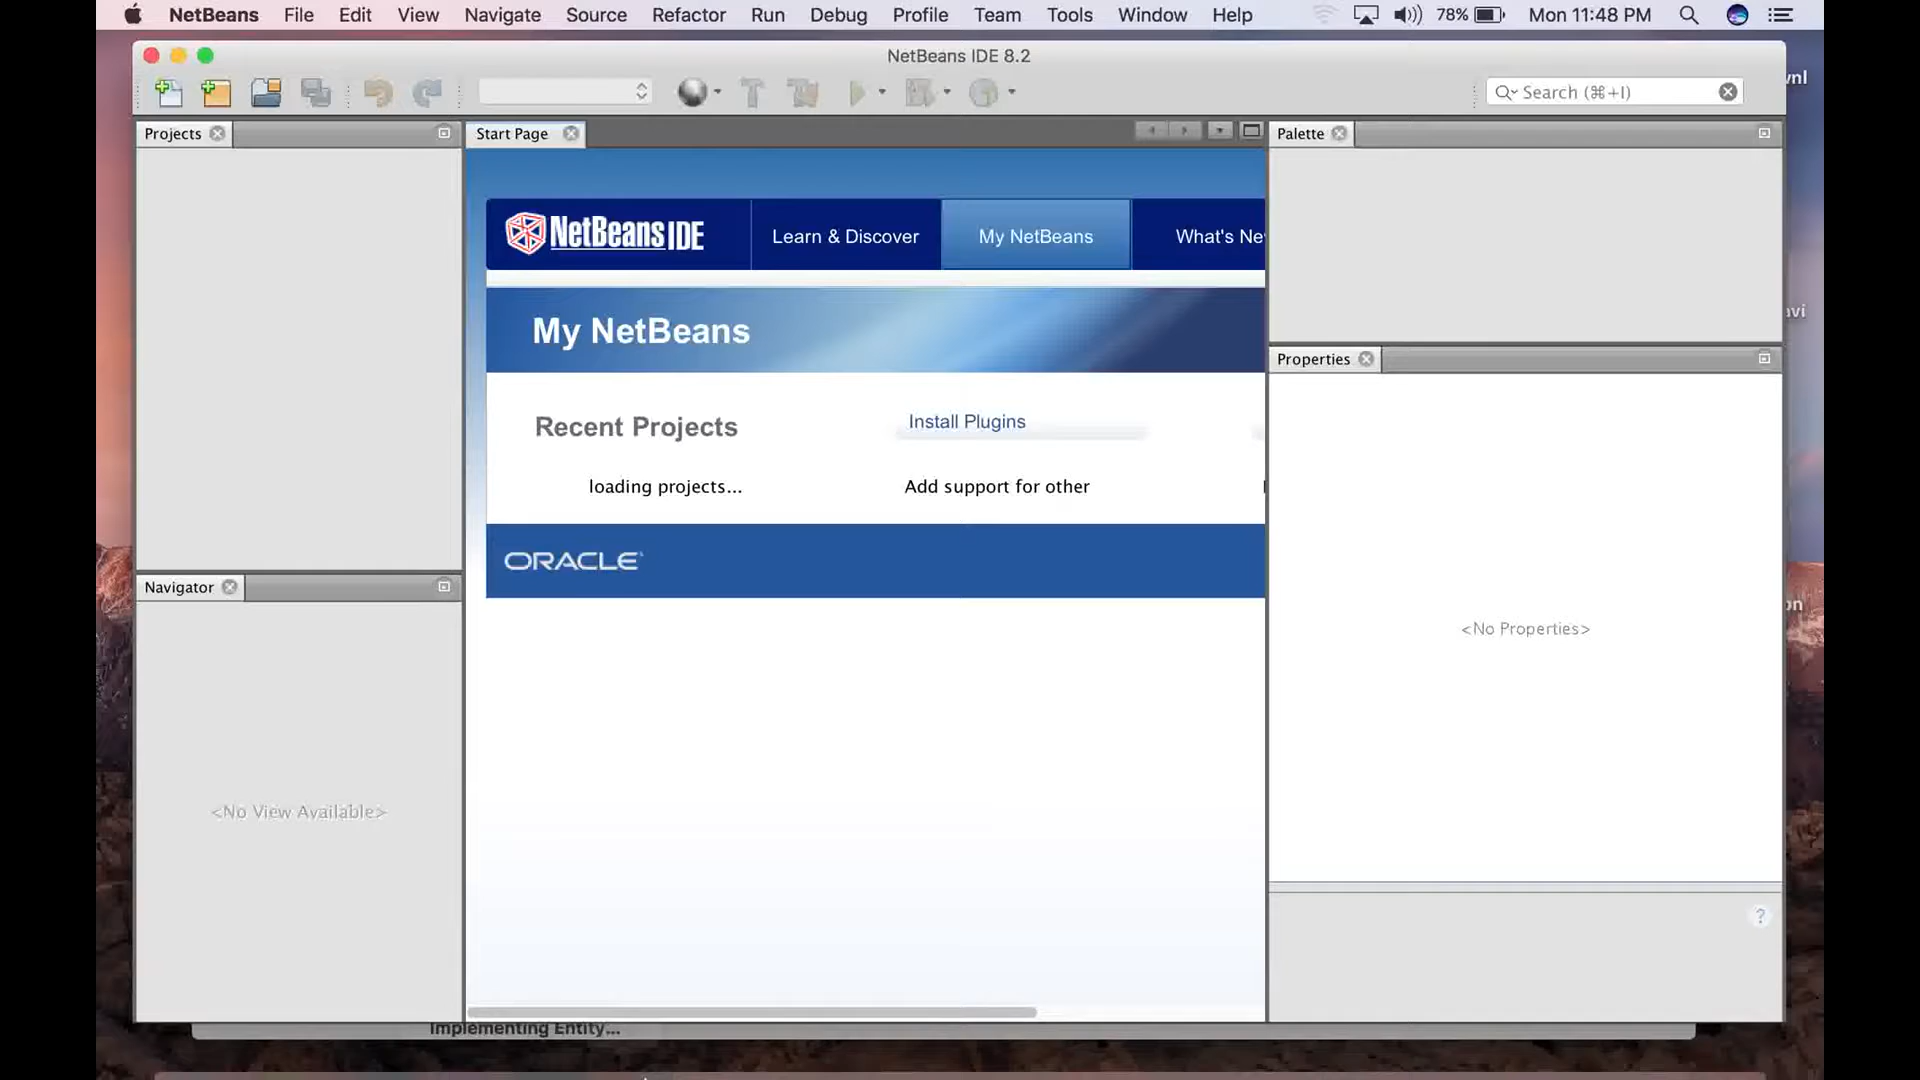 NetBeans File Edit View Navigate Source Refactor Run Debug Profile Team Tools Window Help 78% Mon 11:48 PM
NetBeans IDE 8.2
Search (⌘+I)
Projects
Start Page
Palette
NetBeans IDE
Learn & Discover
My NetBeans
What's Ne
My NetBeans
Properties
Recent Projects
Install Plugins
loading projects...
Add support for other
ORACLE
Navigator
<No Properties>
<No View Available>
?
Implementing Entity...